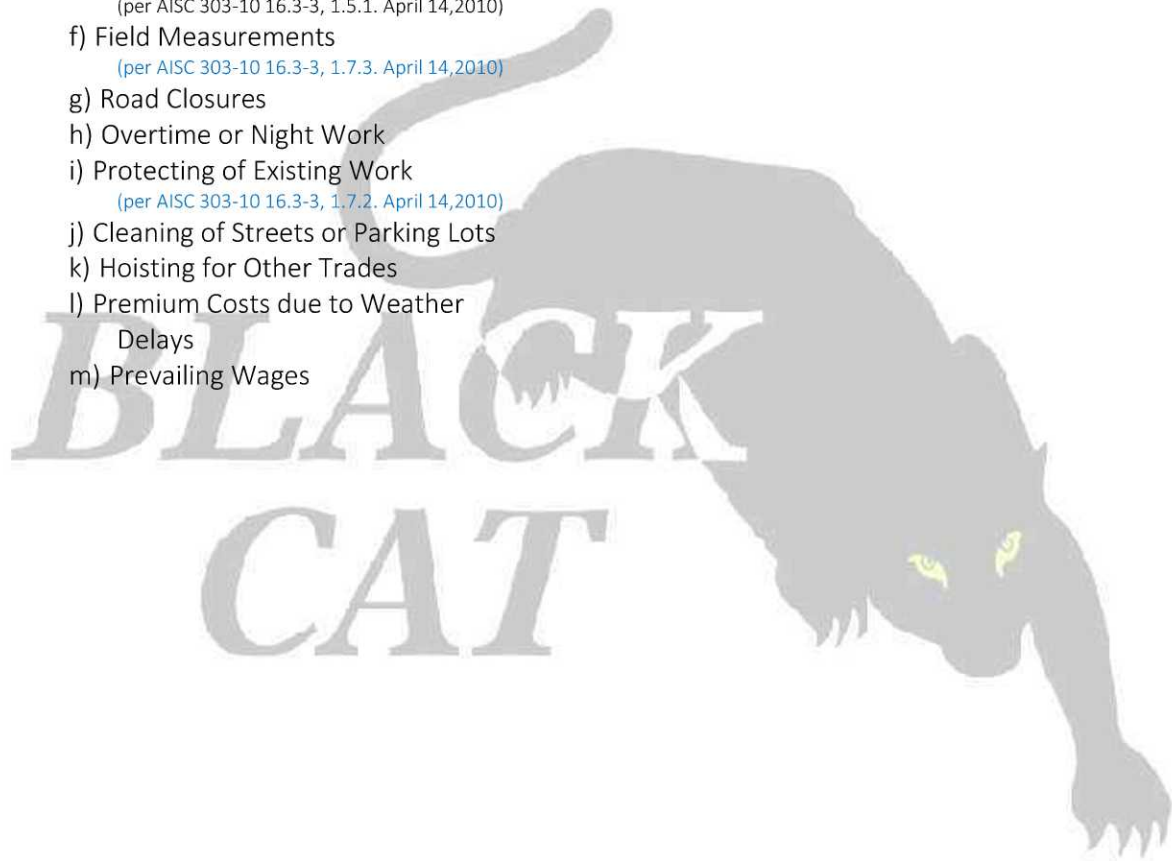 (per AISC 303-10 16.3-3, 1.5.1. April 14,2010)
f) Field Measurements
(per AISC 303-10 16.3-3, 1.7.3. April 14,2010)
g) Road Closures
h) Overtime or Night Work
i) Protecting of Existing Work
(per AISC 303-10 16.3-3, 1.7.2. April 14,2010)
j) Cleaning of Streets or Parking Lots
k) Hoisting for Other Trades
l) Premium Costs due to Weather
Delays
m) Prevailing Wages
BLACK
CAT